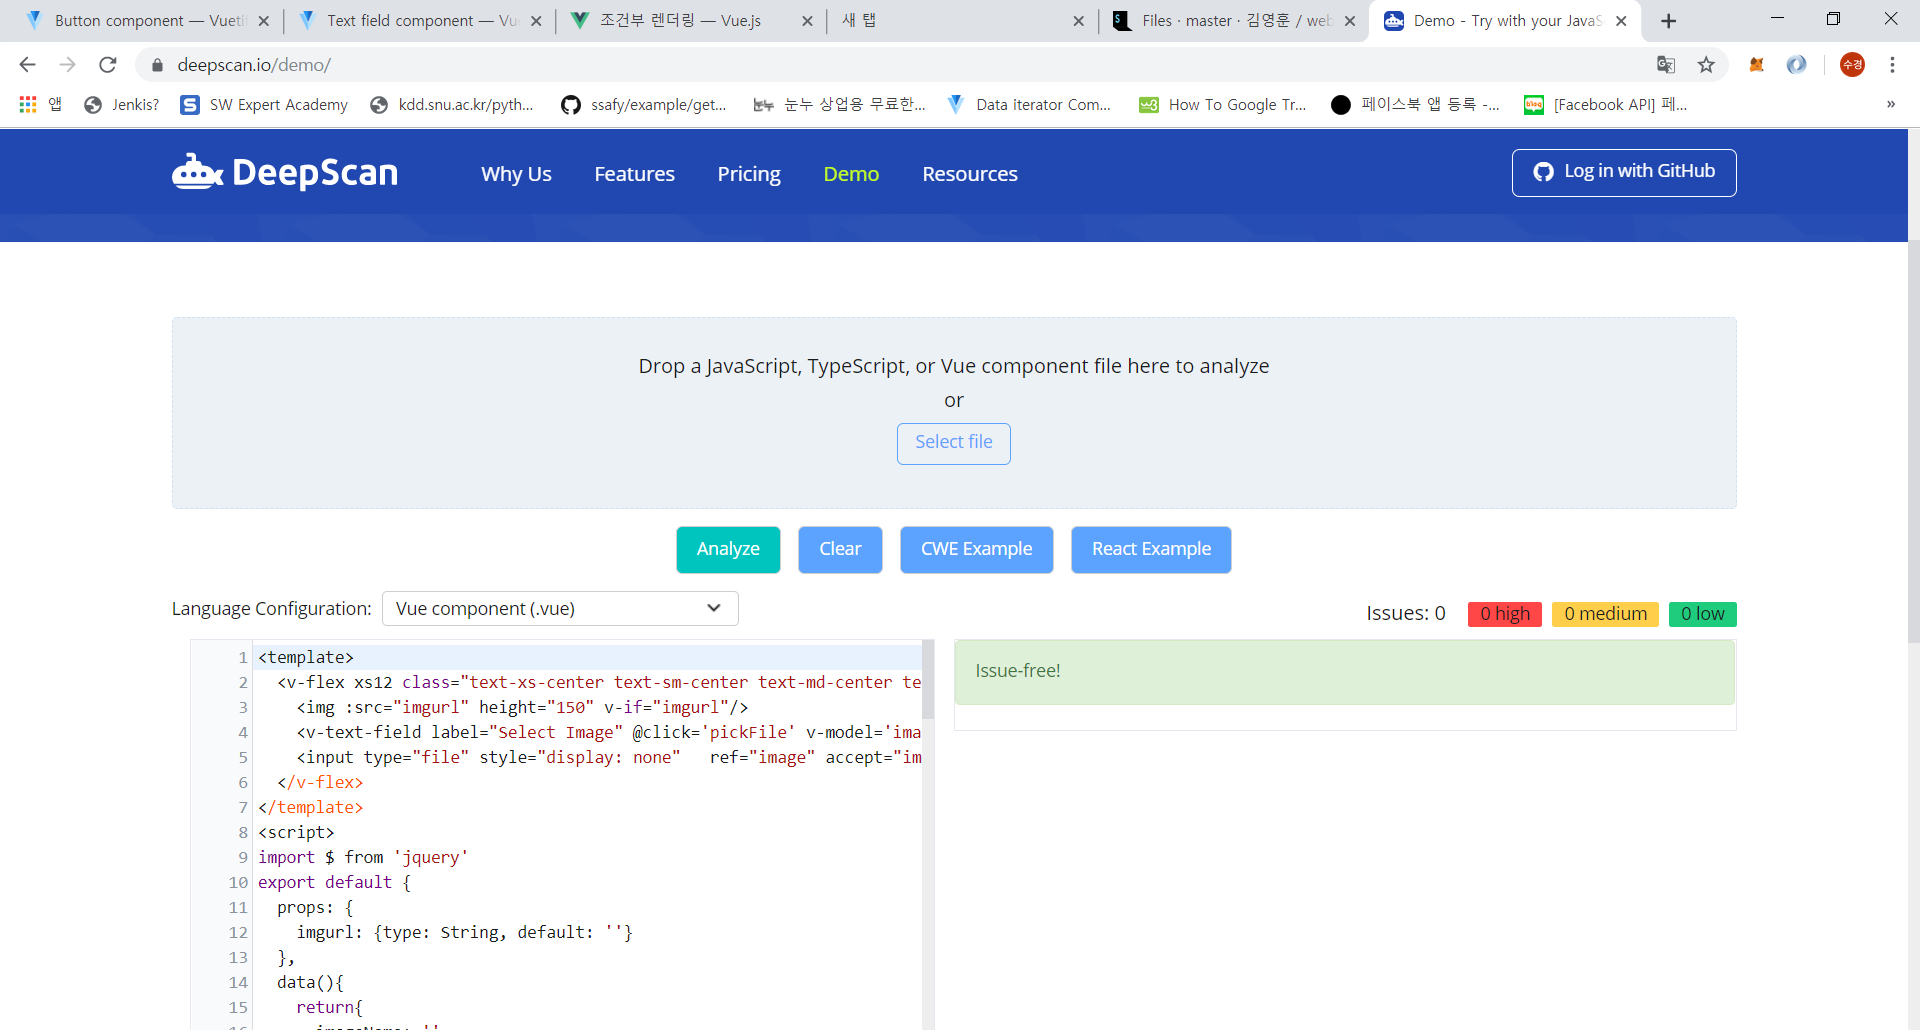 Button component — Vueti
Text field component — Vue
조건부 렌더링 — Vue.js
새 탭
Files · master · 김영훈 / web
Demo - Try with your JavaS
deepscan.io/demo/
수경
앱
Jenkis?
SW Expert Academy
kdd.snu.ac.kr/pyth...
ssafy/example/get...
눈누
눈누 상업용 무료한...
Data iterator Com...
How To Google Tr...
페이스북 앱 등록 -...
blog
[Facebook API] 페...
»
DeepScan
Why Us
Features
Pricing
Demo
Resources
Log in with GitHub
Drop a JavaScript, TypeScript, or Vue component file here to analyze
or
Select file
Analyze
Clear
CWE Example
React Example
Language Configuration:
Vue component (.vue)
Issues: 0
0 high
0 medium
0 low
1 <template>
2 <v-flex xs12 class="text-xs-center text-sm-center text-md-center te
3 <img :src="imgurl" height="150" v-if="imgurl"/>
4 <v-text-field label="Select Image" @click='pickFile' v-model='ima
5 <input type="file" style="display: none" ref="image" accept="im
6 </v-flex>
7 </template>
8 <script>
9 import $ from 'jquery'
10 export default {
11 props: {
12 imgurl: {type: String, default: ''}
13 },
14 data(){
15 return{
16 imageName: ''
Issue-free!